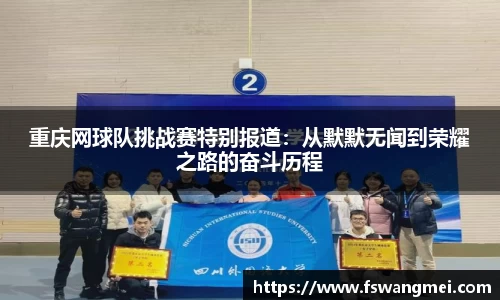 2
重庆网球队挑战赛特别报道：从默默无闻到荣耀
之路的奋斗历程
SICHUAN INTERNATIONAL STUDIES UNIVERSITY
SISU
四川外国语大学
第二名
第二名
https://www.fswangmei.com